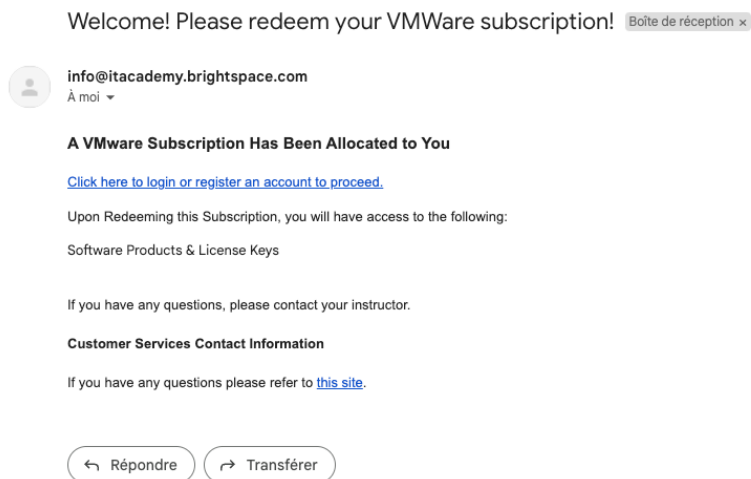 Welcome! Please redeem your VMWare subscription! Boîte de réception ×
info@itacademy.brightspace.com
À moi
A VMware Subscription Has Been Allocated to You
Click here to login or register an account to proceed.
Upon Redeeming this Subscription, you will have access to the following:
Software Products & License Keys
If you have any questions, please contact your instructor.
Customer Services Contact Information
If you have any questions please refer to this site.
Répondre Transférer